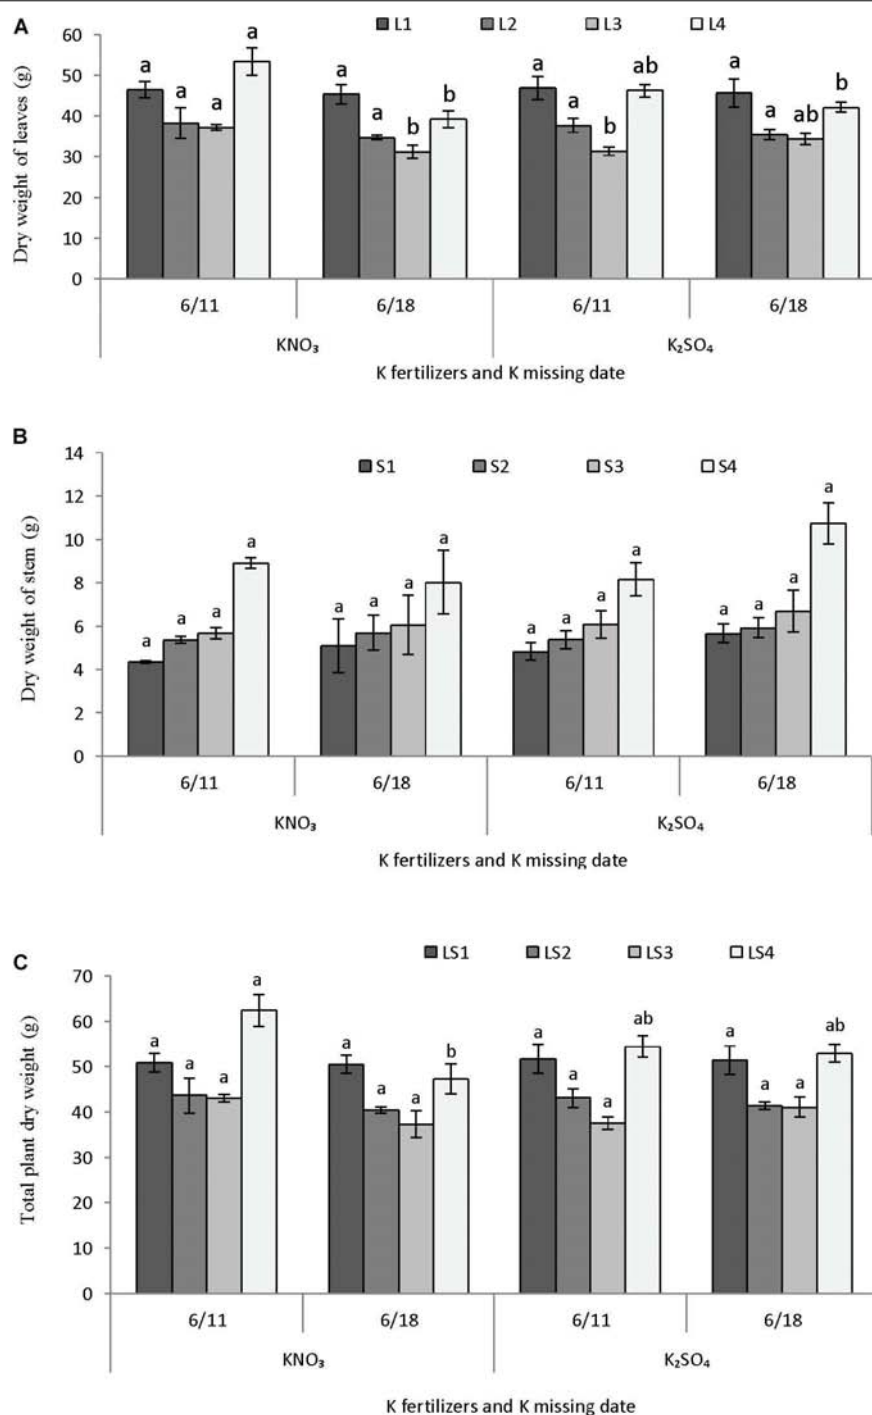 A
L1 L2 L3 L4
60
50
40
30
20
10
0
Dry weight of leaves (g)
a a a a a a b b a a b ab a a ab b
6/11 6/18 6/11 6/18
KNO₃ K₂SO₄
K fertilizers and K missing date
B
S1 S2 S3 S4
14
12
10
8
6
4
2
0
Dry weight of stem (g)
a a a a a a a a a a a a a a a a
6/11 6/18 6/11 6/18
KNO₃ K₂SO₄
K fertilizers and K missing date
C
LS1 LS2 LS3 LS4
70
60
50
40
30
20
10
0
Total plant dry weight (g)
a a a a a a a b a a a ab a a a ab
6/11 6/18 6/11 6/18
KNO₃ K₂SO₄
K fertilizers and K missing date